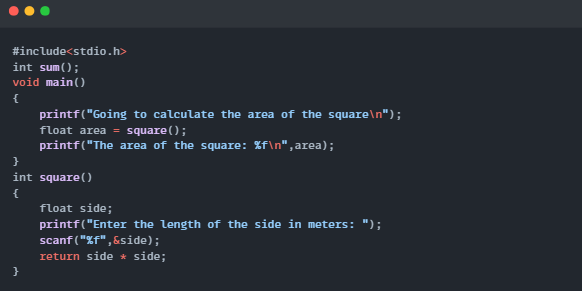 #include<stdio.h>
int sum();
void main()
{
    printf("Going to calculate the area of the square\n");
    float area = square();
    printf("The area of the square: %f\n",area);
}
int square()
{
    float side;
    printf("Enter the length of the side in meters: ");
    scanf("%f",&side);
    return side * side;
}